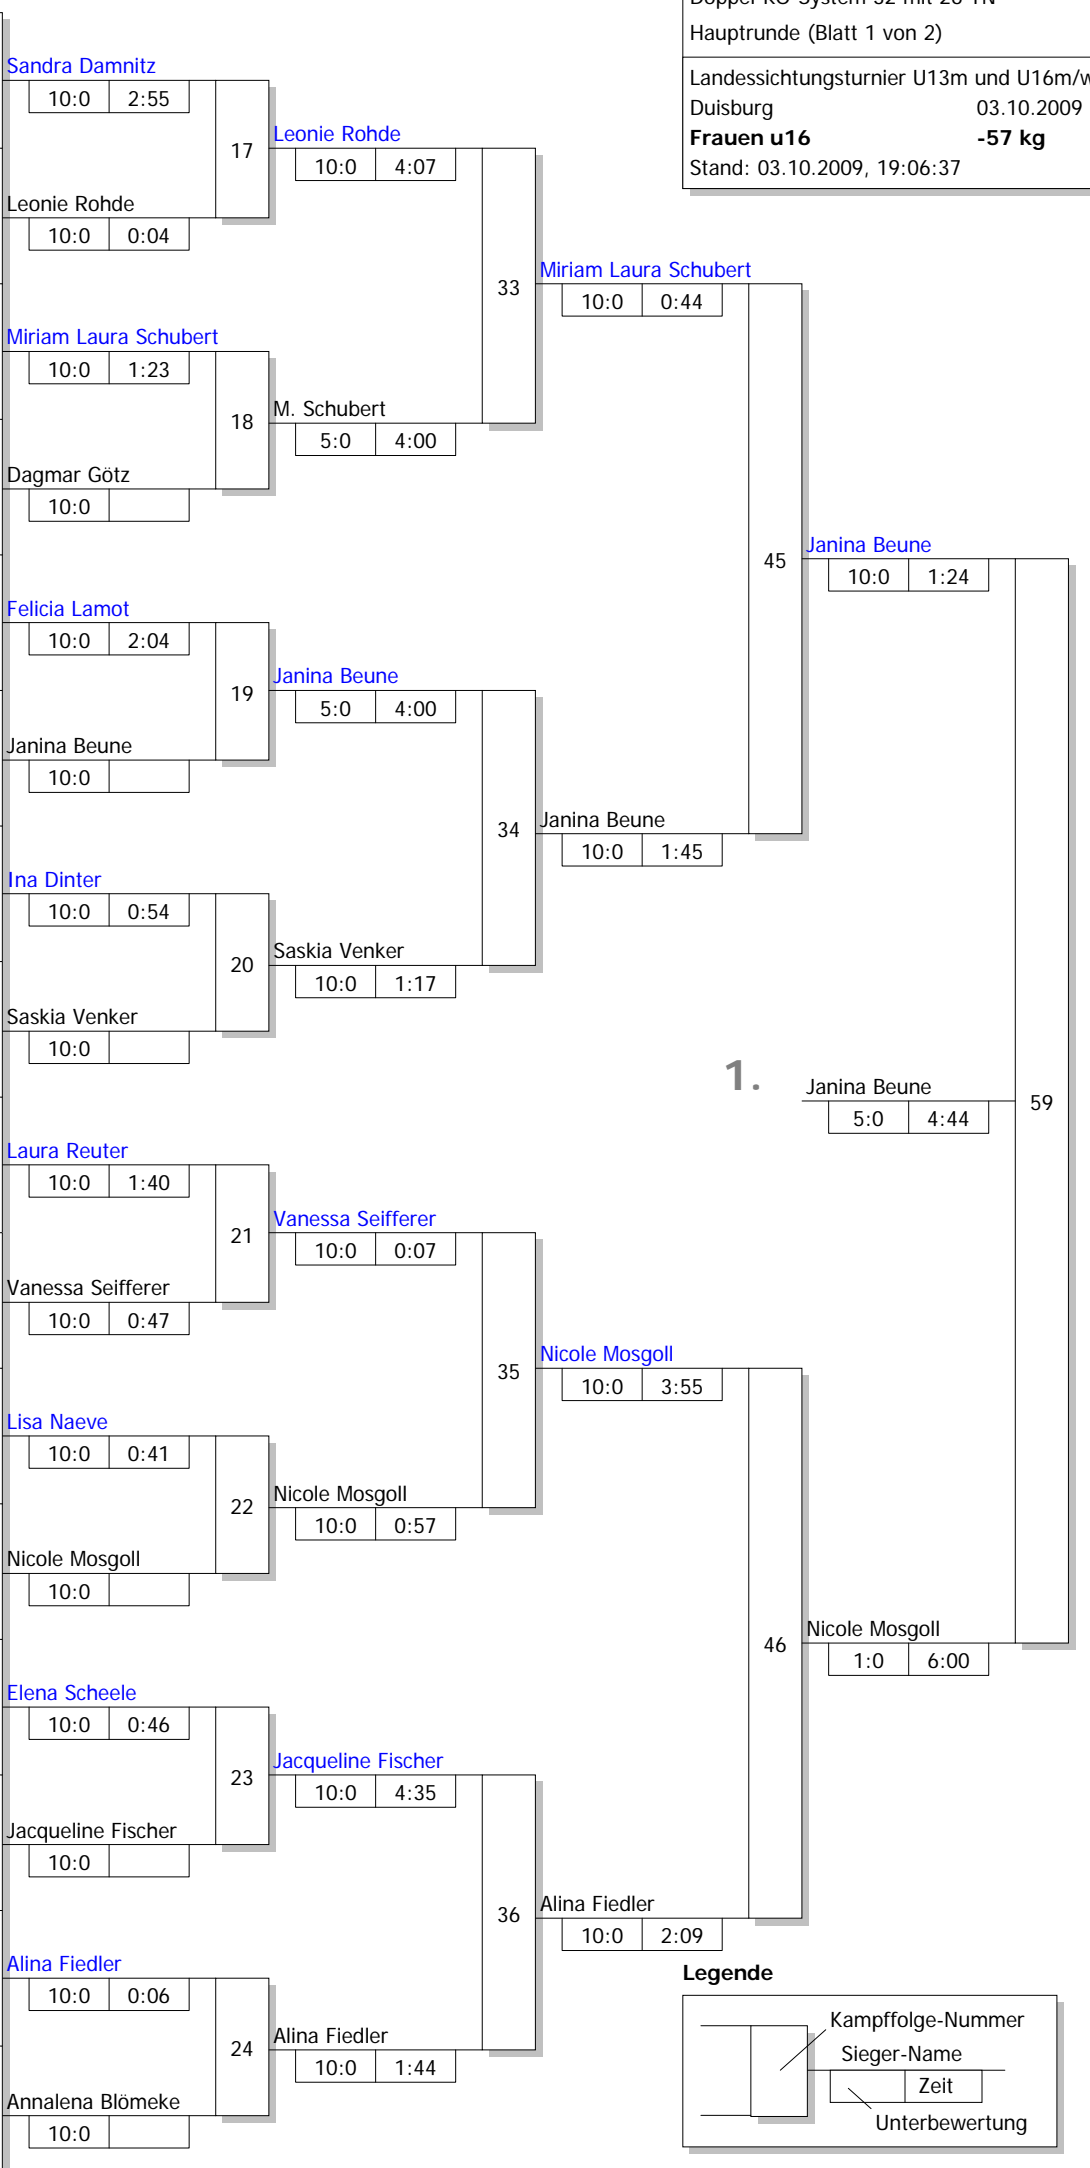 Doppel-KO-System 32 mit 28 TN
Hauptrunde (Blatt 1 von 2)
Landessichtungsturnier U13m und U16m/w
Duisburg 03.10.2009
Frauen u16 -57 kg
Stand: 03.10.2009, 19:06:37
Sandra Damnitz
10:0 2:55
17
Leonie Rohde
10:0 4:07
Leonie Rohde
10:0 0:04
33
Miriam Laura Schubert
10:0 0:44
Miriam Laura Schubert
10:0 1:23
18
M. Schubert
5:0 4:00
Dagmar Götz
10:0
45
Janina Beune
10:0 1:24
Felicia Lamot
10:0 2:04
19
Janina Beune
5:0 4:00
Janina Beune
10:0
34
Janina Beune
10:0 1:45
Ina Dinter
10:0 0:54
20
Saskia Venker
10:0 1:17
Saskia Venker
10:0
1.
Janina Beune
5:0 4:44
59
Laura Reuter
10:0 1:40
21
Vanessa Seifferer
10:0 0:07
Vanessa Seifferer
10:0 0:47
35
Nicole Mosgoll
10:0 3:55
Lisa Naeve
10:0 0:41
22
Nicole Mosgoll
10:0 0:57
Nicole Mosgoll
10:0
46
Nicole Mosgoll
1:0 6:00
Elena Scheele
10:0 0:46
23
Jacqueline Fischer
10:0 4:35
Jacqueline Fischer
10:0
36
Alina Fiedler
10:0 2:09
Alina Fiedler
10:0 0:06
24
Alina Fiedler
10:0 1:44
Annalena Blömeke
10:0
Legende
Kampffolge-Nummer
Sieger-Name
Zeit
Unterbewertung